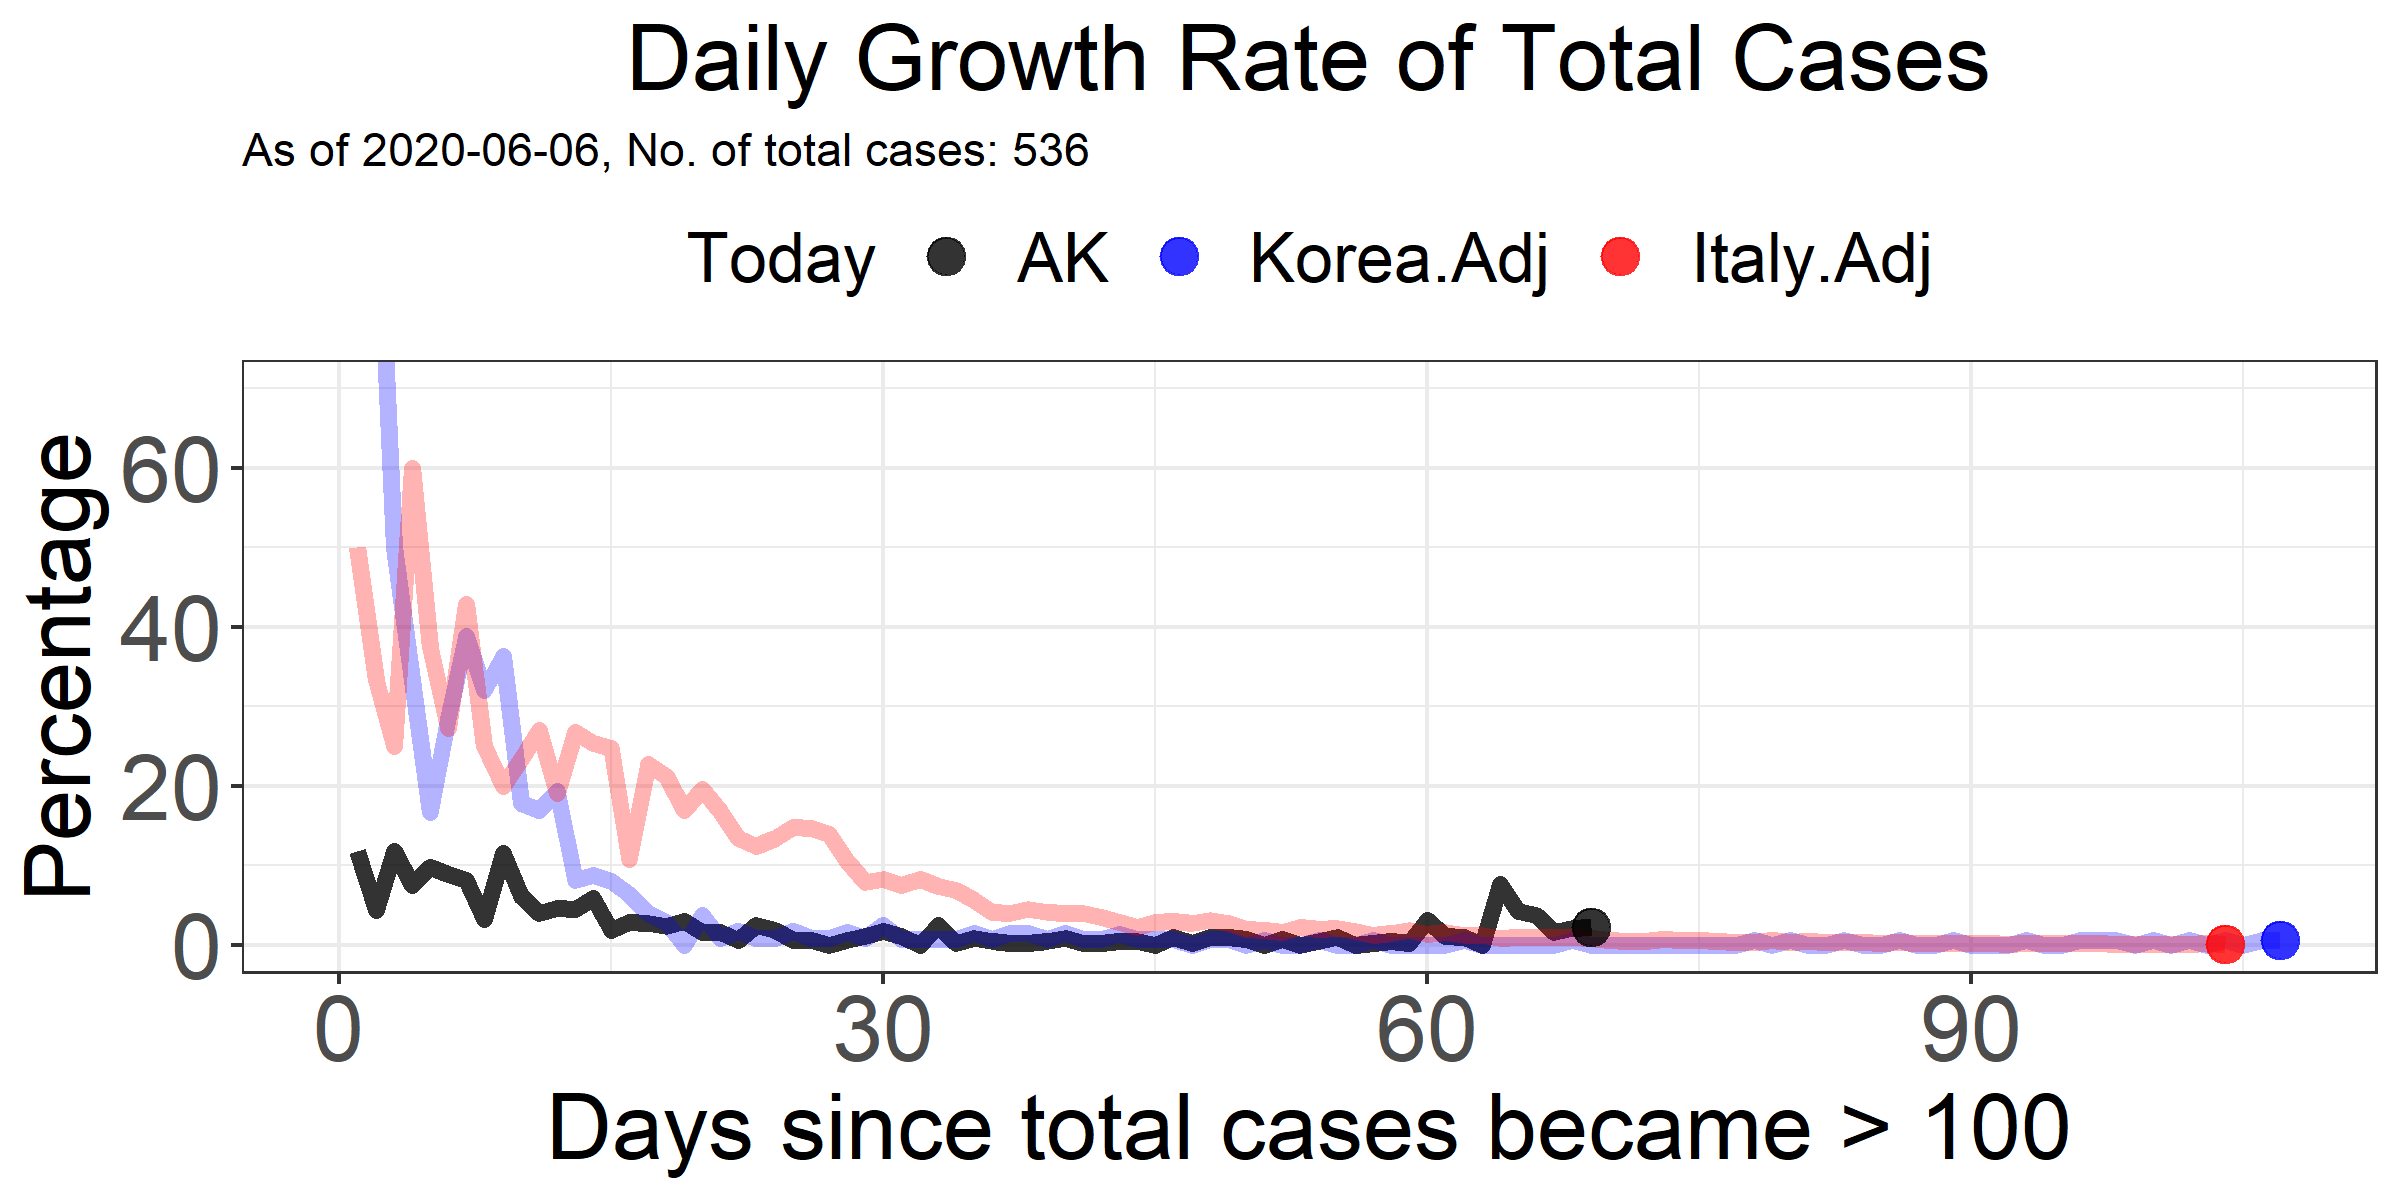 Daily Growth Rate of Total Cases
As of 2020-06-06, No. of total cases: 536
Today AK Korea.Adj Italy.Adj
Percentage
60
40
20
0
0 30 60 90
Days since total cases became > 100